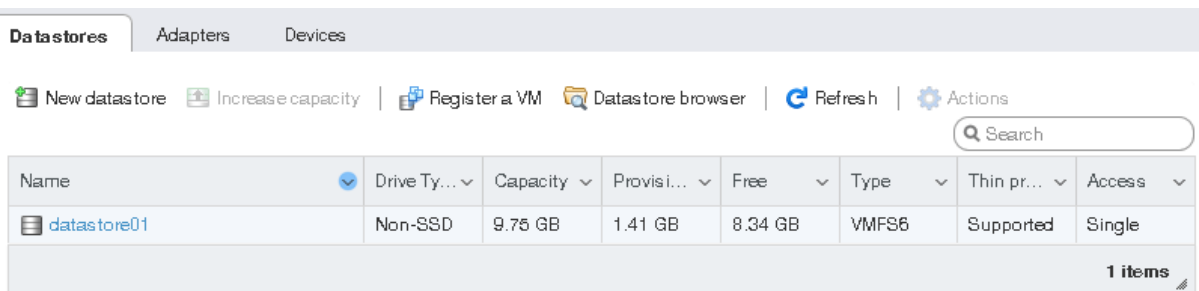 Datastores Adapters Devices
New datastore Increase capacity Register a VM Datastore browser Refresh Actions
Search
Name Drive Ty... Capacity Provisi... Free Type Thin pr... Access
datastore01 Non-SSD 9.75 GB 1.41 GB 8.34 GB VMFS6 Supported Single
1 items